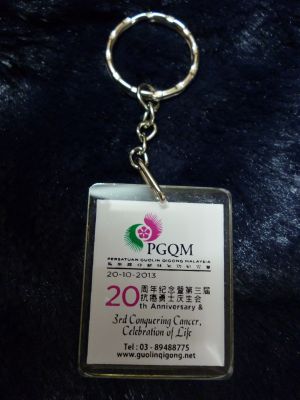 PGQM
PERSATUAN GUOLIN QIGONG MALAYSIA
20-10-2013
20周年纪念暨第三届
抗癌勇士庆生会
th Anniversary &
3rd Conquering Cancer,
Celebration of Life
Tel : 03 - 89488775
www.guolinqigong.net